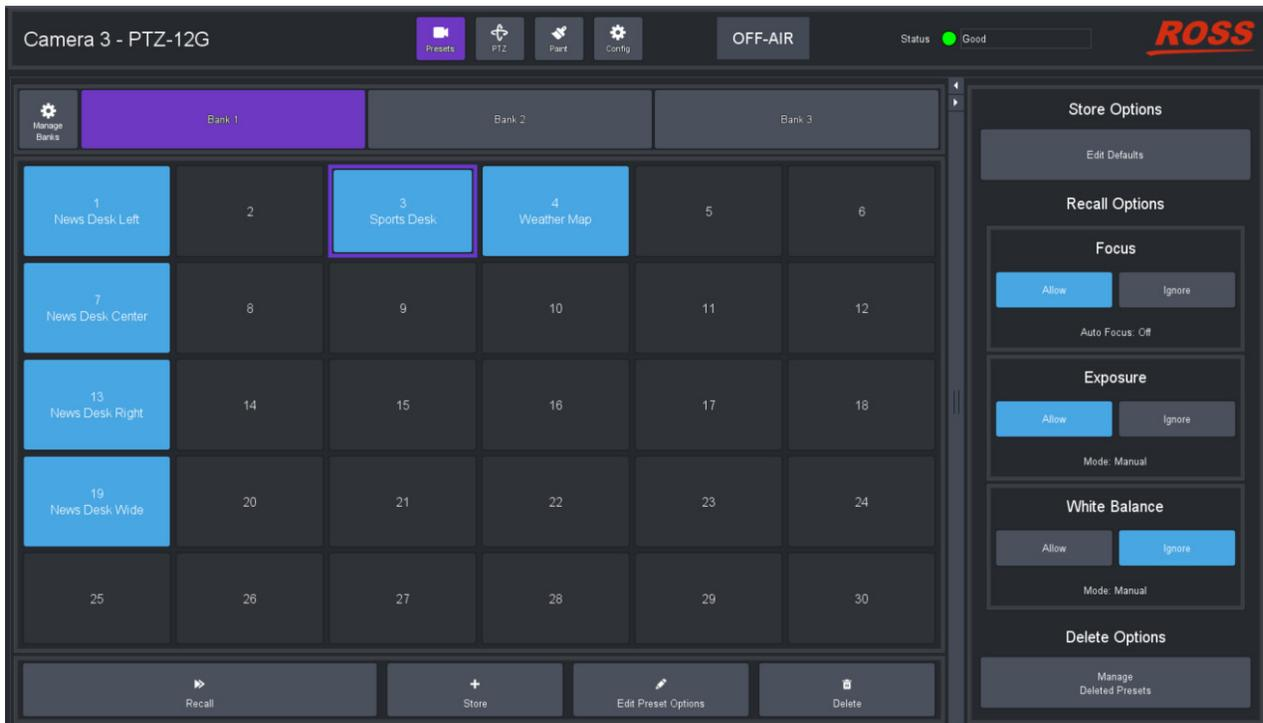 Camera 3 - PTZ-12G
Presets
PTZ
Paint
Config
OFF-AIR
Status
Good
ROSS
Manage
Banks
Bank 1
Bank 2
Bank 3
1
News Desk Left
2
3
Sports Desk
4
Weather Map
5
6
7
News Desk Center
8
9
10
11
12
13
News Desk Right
14
15
16
17
18
19
News Desk Wide
20
21
22
23
24
25
26
27
28
29
30
Recall
Store
Edit Preset Options
Delete
Store Options
Edit Defaults
Recall Options
Focus
Allow
Ignore
Auto Focus: Off
Exposure
Allow
Ignore
Mode: Manual
White Balance
Allow
Ignore
Mode: Manual
Delete Options
Manage
Deleted Presets